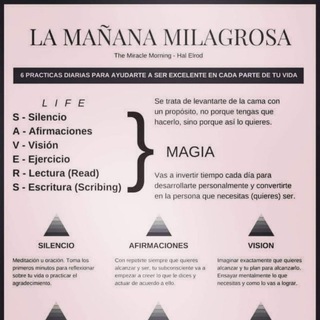 LA MAÑANA MILAGROSA
The Miracle Morning - Hal Elrod
6 PRACTICAS DIARIAS PARA AYUDARTE A SER EXCELENTE EN CADA PARTE DE TU VIDA
L I F E
S - Silencio
A - Afirmaciones
V - Visión
E - Ejercicio
R - Lectura (Read)
S - Escritura (Scribing)
Se trata de levantarte de la cama con
un propósito, no porque tengas que
hacerlo, sino porque así lo quieres.
MAGIA
Vas a invertir tiempo cada día para
desarrollarte personalmente y convertirte
en la persona que necesitas (quieres) ser.
SILENCIO
Meditación u oración. Toma los
primeros minutos para reflexionar
sobre tu vida o practicar el
agradecimiento.
AFIRMACIONES
Con repetirte siempre que quieres
alcanzar y ser, tu subconsciente va a
empezar a creer lo que le dices y
actuar de acuerdo a ello.
VISION
Imaginar exactamente que quieres
alcanzar y tu plan para alcanzarlo.
Ensayar mentalmente lo que
necesitas y como lo vas a lograr.